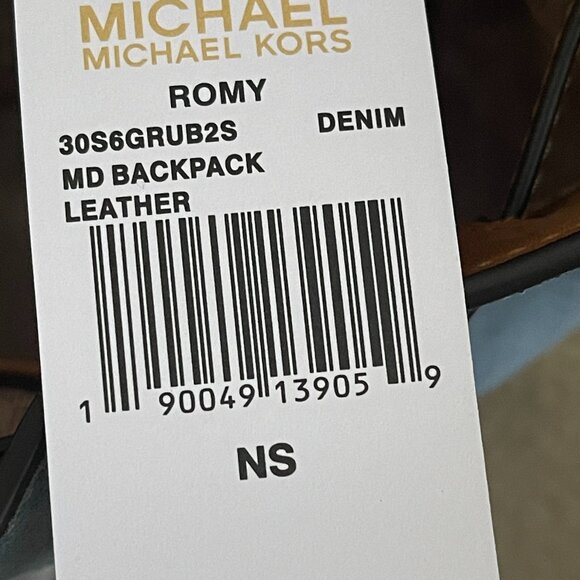 MICHAEL
MICHAEL KORS
ROMY
30S6GRUB2S DENIM
MD BACKPACK
LEATHER
1 90049 13905 9
NS